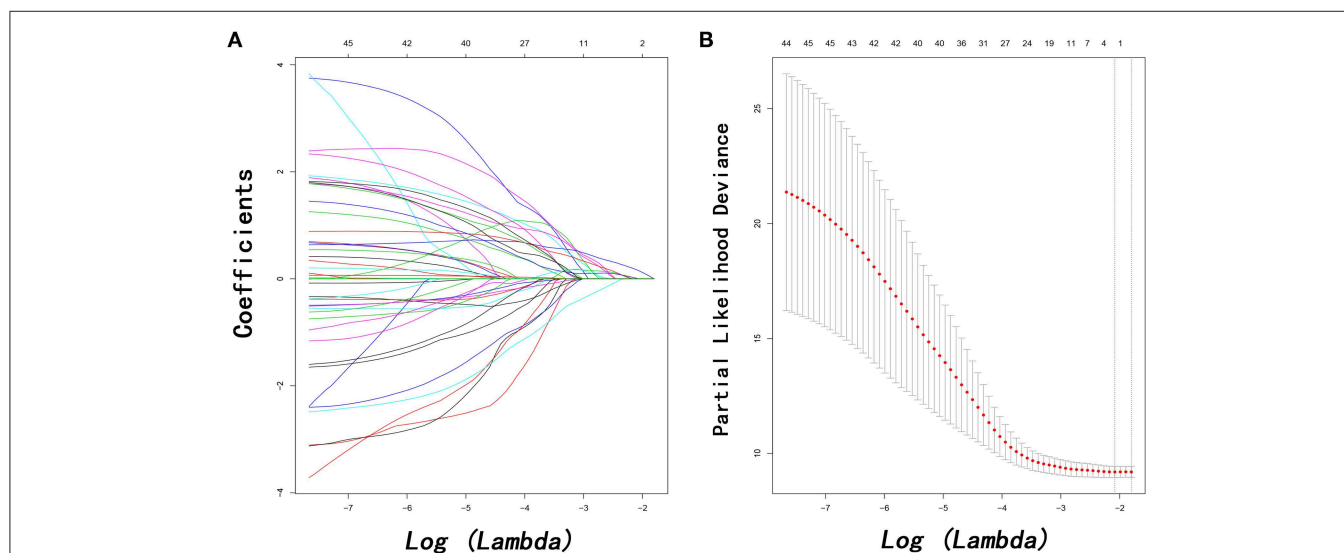 A
45 42 40 27 11 2
4
2
0
−2
−4
Coefficients
−7 −6 −5 −4 −3 −2
Log (Lambda)
B
44 45 45 43 42 42 40 40 36 31 27 24 19 11 7 4 1
25
20
15
10
Partial Likelihood Deviance
−7 −6 −5 −4 −3 −2
Log (Lambda)